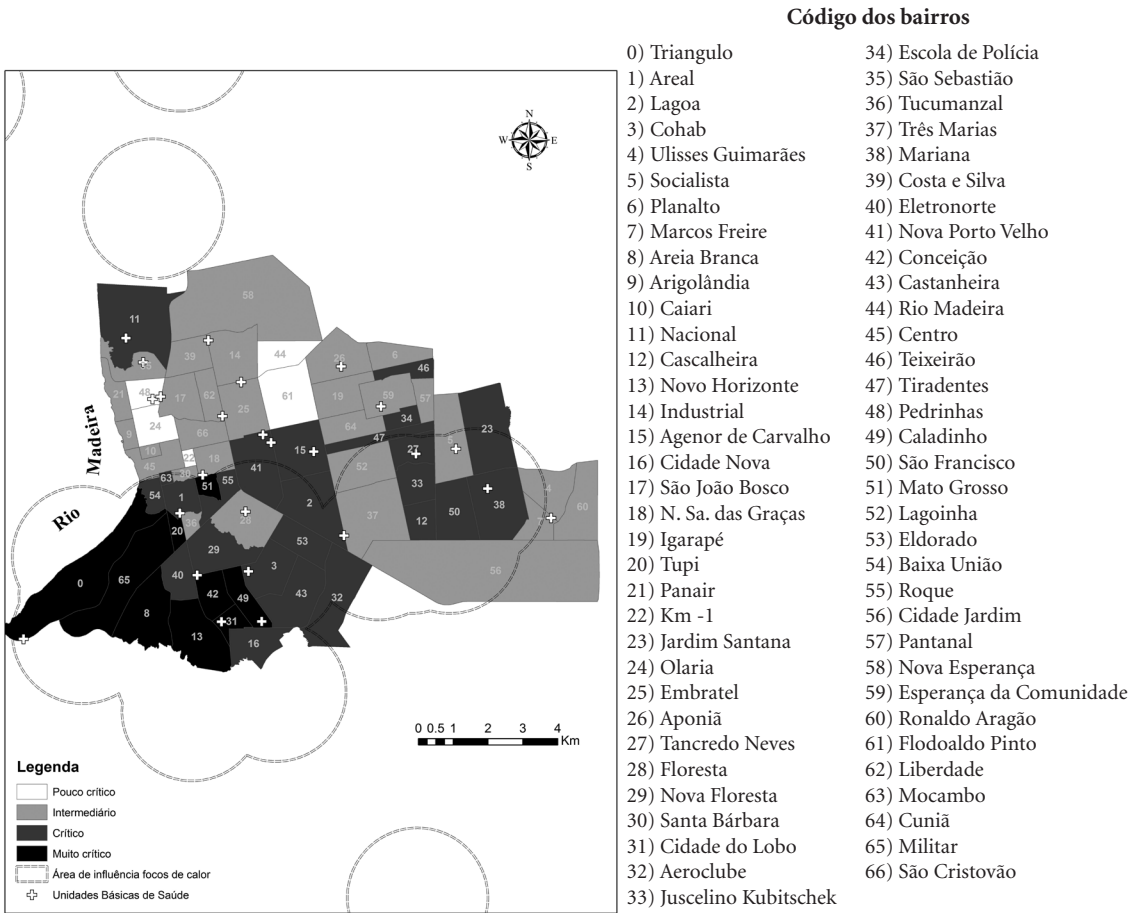 Código dos bairros
0) Triangulo
1) Areal
2) Lagoa
3) Cohab
4) Ulisses Guimarães
5) Socialista
6) Planalto
7) Marcos Freire
8) Areia Branca
9) Arigolândia
10) Caiari
11) Nacional
12) Cascalheira
13) Novo Horizonte
14) Industrial
15) Agenor de Carvalho
16) Cidade Nova
17) São João Bosco
18) N. Sa. das Graças
19) Igarapé
20) Tupi
21) Panair
22) Km -1
23) Jardim Santana
24) Olaria
25) Embratel
26) Aponiã
27) Tancredo Neves
28) Floresta
29) Nova Floresta
30) Santa Bárbara
31) Cidade do Lobo
32) Aeroclube
33) Juscelino Kubitschek
34) Escola de Polícia
35) São Sebastião
36) Tucumanzal
37) Três Marias
38) Mariana
39) Costa e Silva
40) Eletronorte
41) Nova Porto Velho
42) Conceição
43) Castanheira
44) Rio Madeira
45) Centro
46) Teixeirão
47) Tiradentes
48) Pedrinhas
49) Caladinho
50) São Francisco
51) Mato Grosso
52) Lagoinha
53) Eldorado
54) Baixa União
55) Roque
56) Cidade Jardim
57) Pantanal
58) Nova Esperança
59) Esperança da Comunidade
60) Ronaldo Aragão
61) Flodoaldo Pinto
62) Liberdade
63) Mocambo
64) Cuniã
65) Militar
66) São Cristovão
N
W E
S
58
11
39 14 44 26 6
46
21 48 17 62 25 61 19 59 57
24 34
9 66 64 47 23
10 22 18 41 15 27 5
45 30 52
63 51 55 33
54 1 2 12 50 38 4 60
20 36 28 37
29 53
0 65 40 3 56
42 49 43 32
8 31
13 16
Rio Madeira
0 0.5 1 2 3 4
Km
Legenda
Pouco crítico
Intermediário
Crítico
Muito crítico
Área de influência focos de calor
Unidades Básicas de Saúde